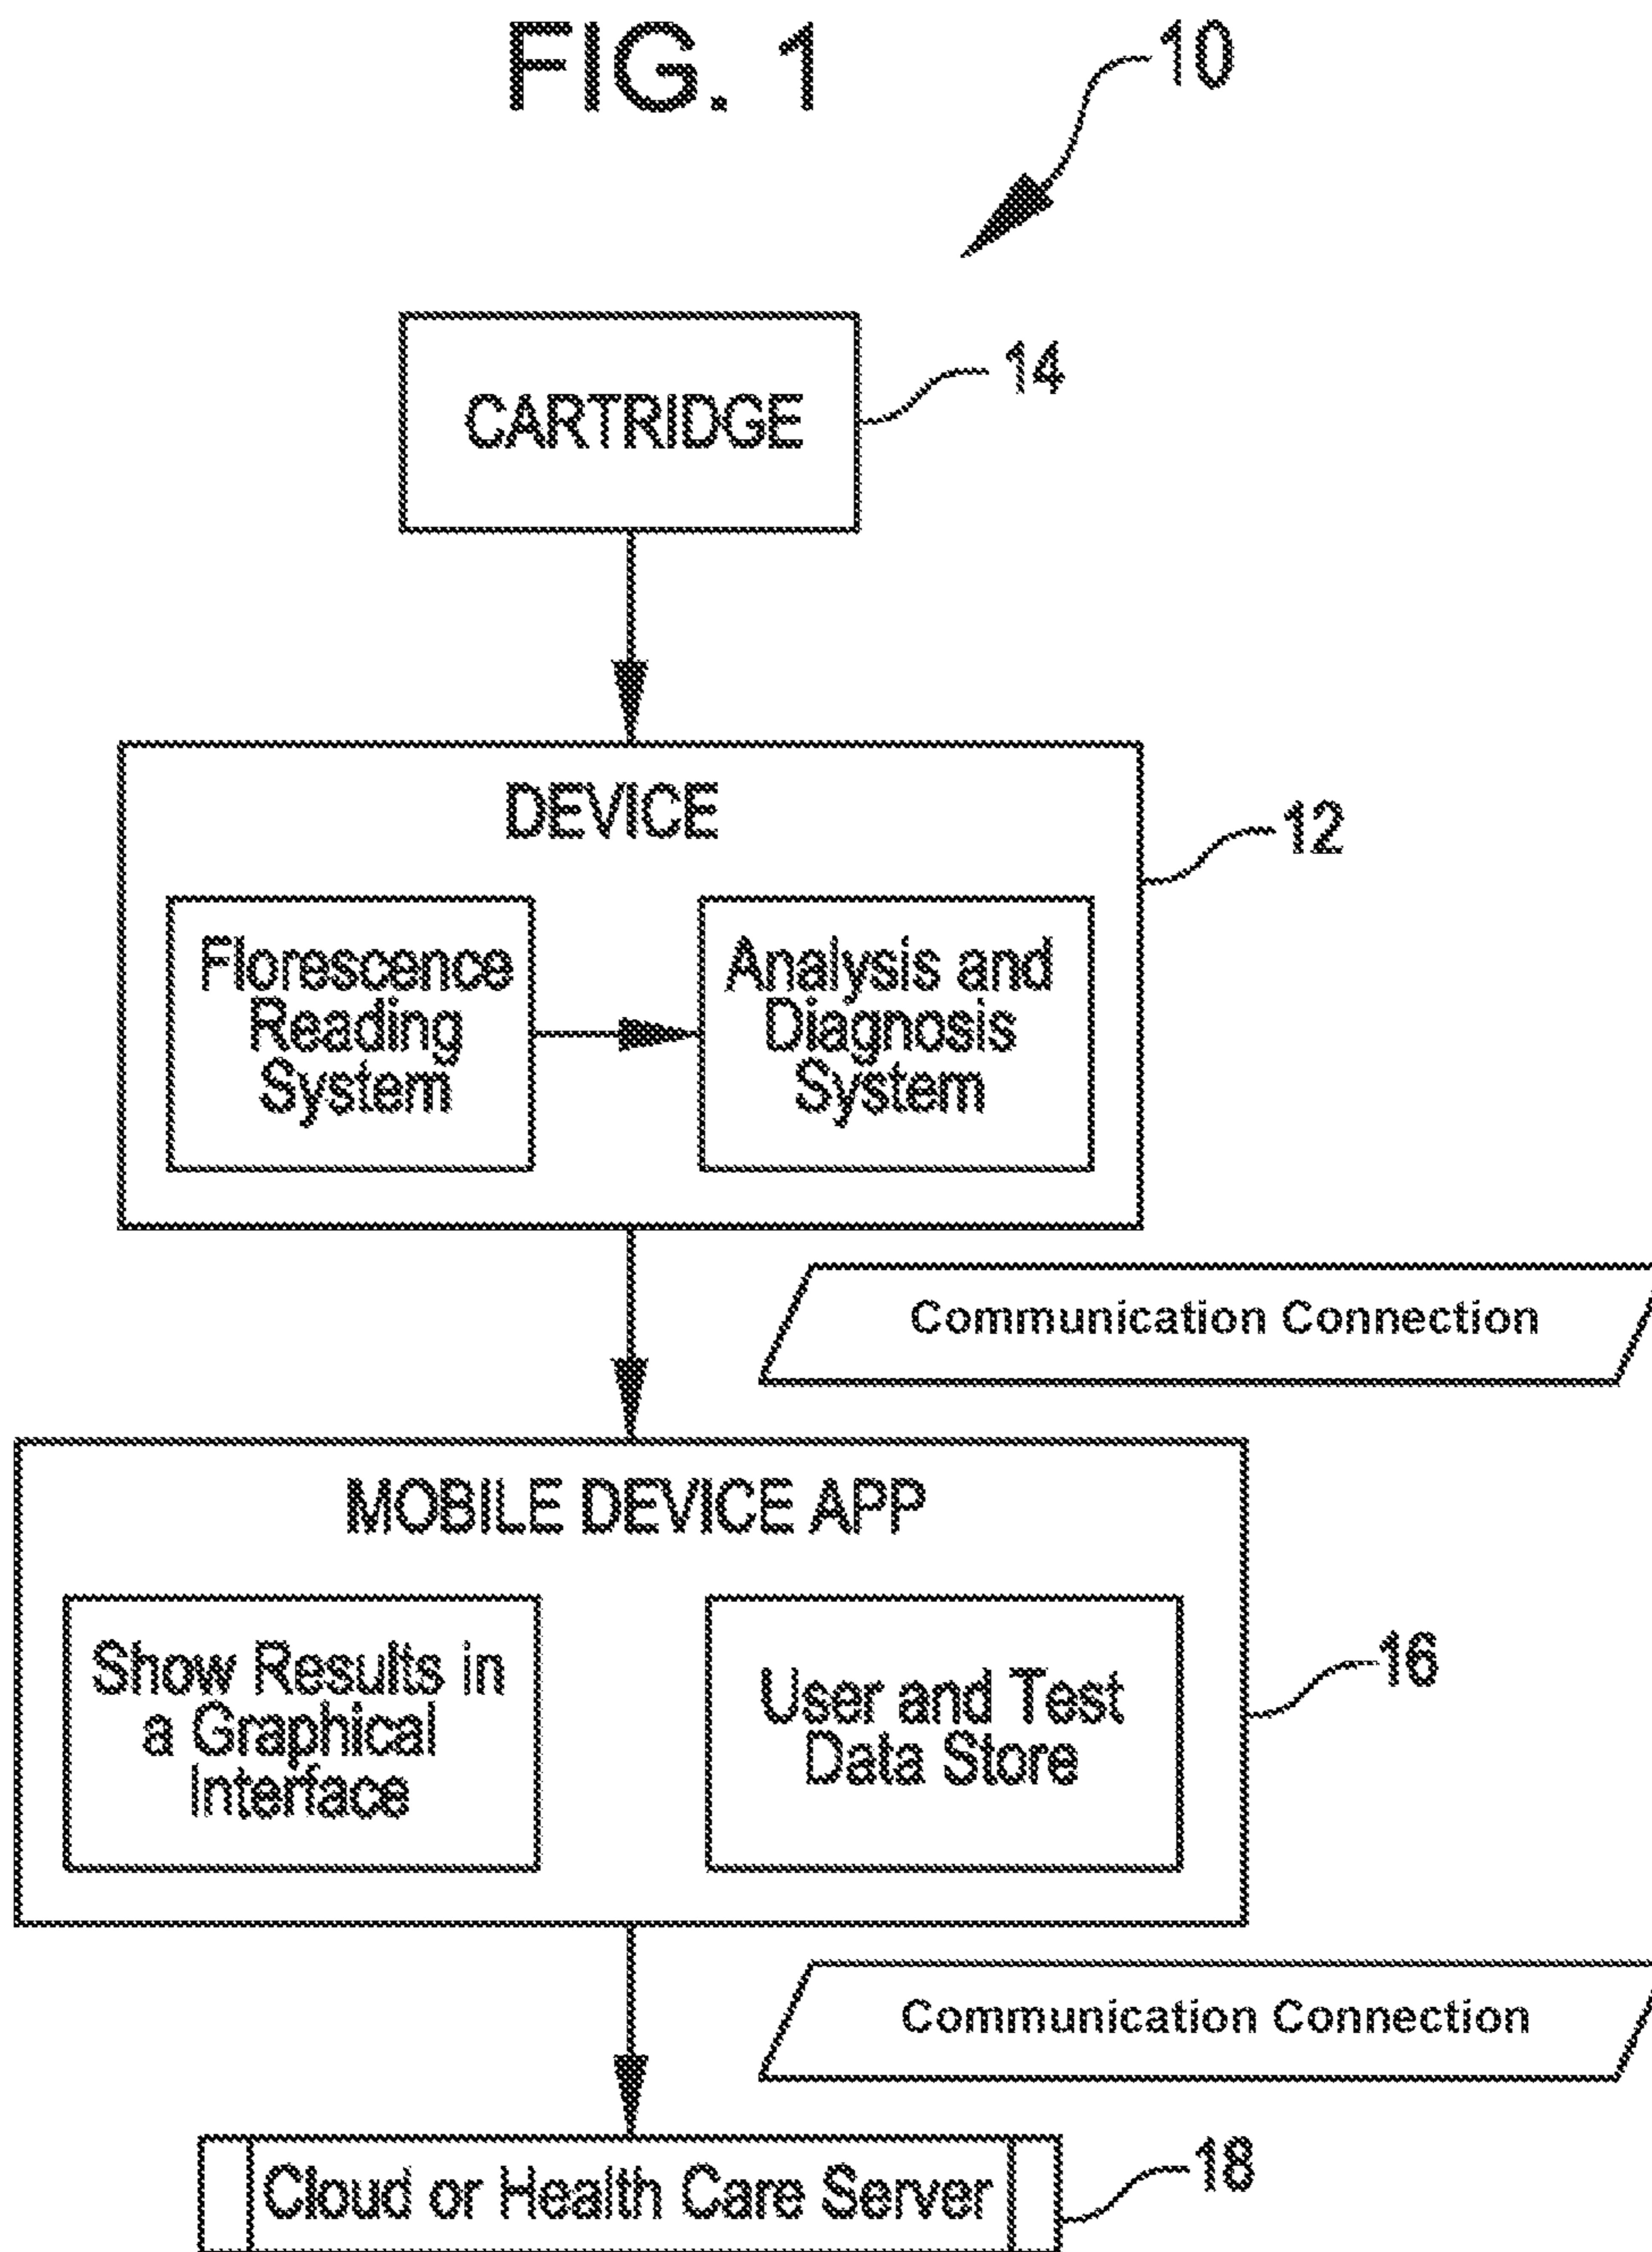 FIG. 1
10
CARTRIDGE
14
DEVICE
12
Florescence
Reading
System
Analysis and
Diagnosis
System
Communication Connection
MOBILE DEVICE APP
Show Results in
a Graphical
Interface
User and Test
Data Store
16
Communication Connection
Cloud or Health Care Server
18